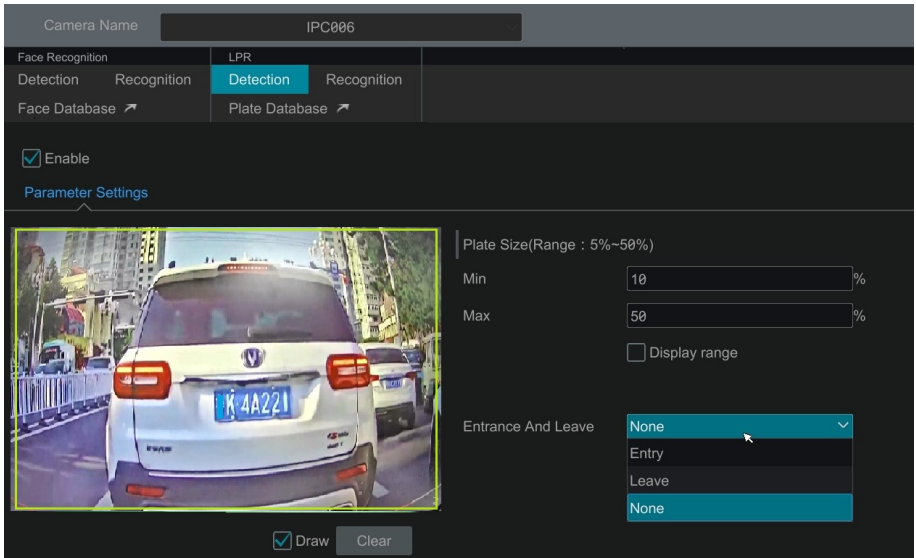 Camera Name IPC006
Face Recognition LPR
Detection Recognition Detection Recognition
Face Database Plate Database
Enable
Parameter Settings
Plate Size(Range : 5%~50%)
Min 10 %
Max 50 %
Display range
K 4A221
Entrance And Leave None
Entry
Leave
None
Draw Clear